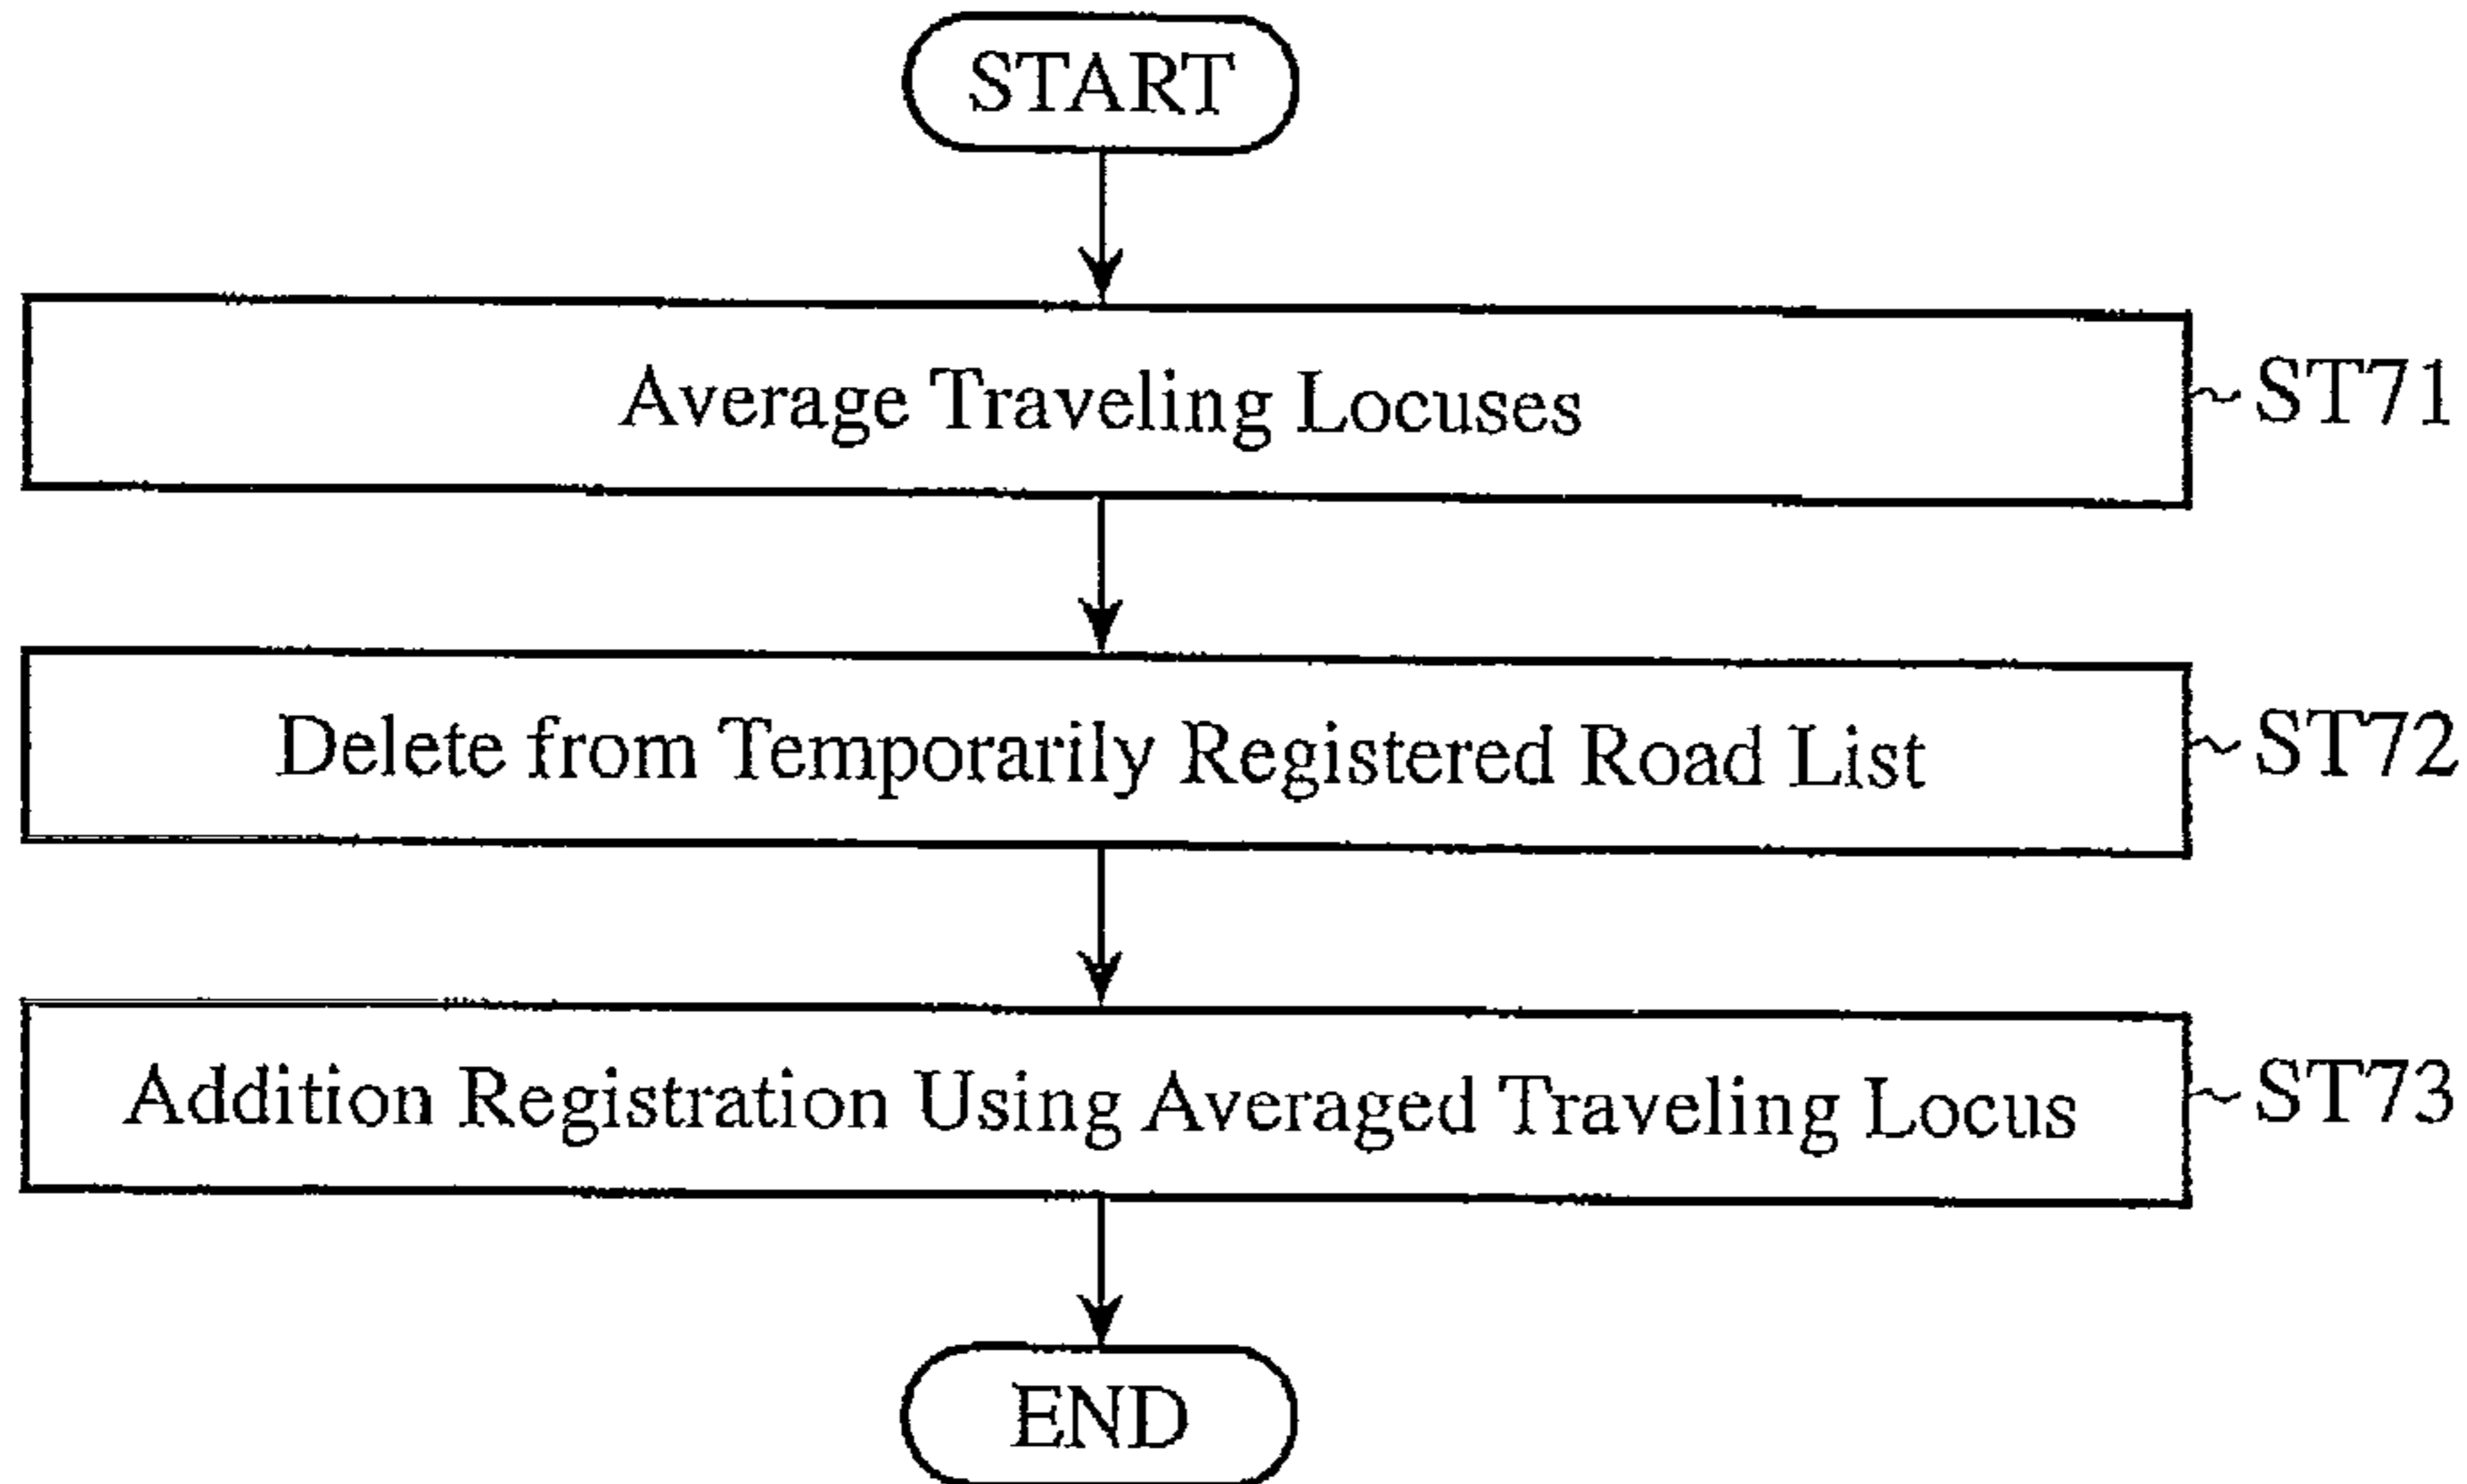 START
Average Traveling Locuses
ST71
Delete from Temporarily Registered Road List
ST72
Addition Registration Using Averaged Traveling Locus
ST73
END